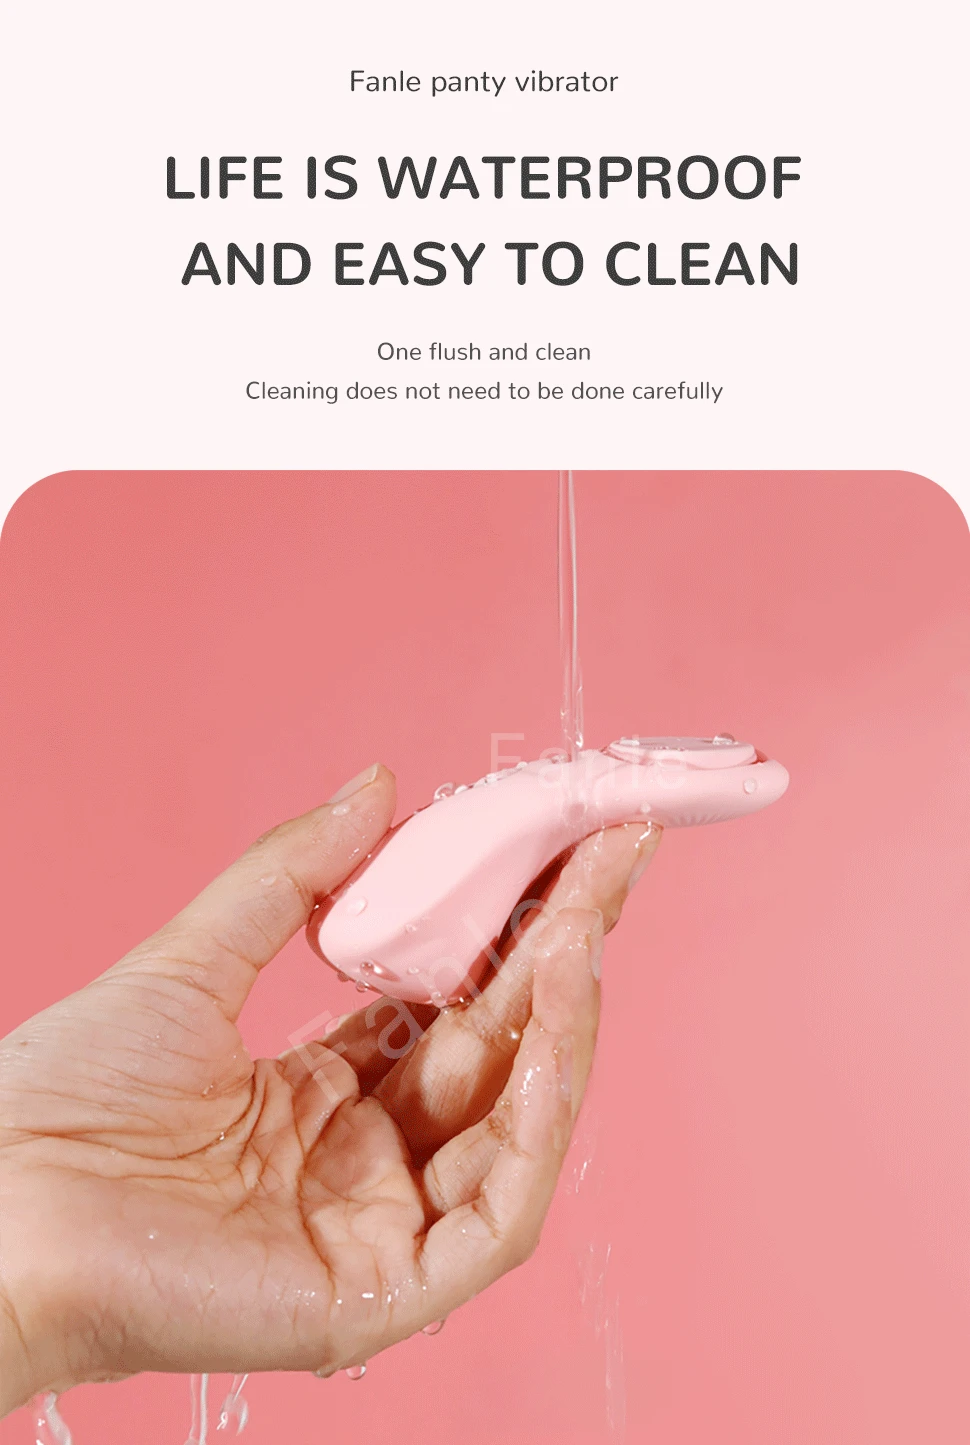 Fanle panty vibrator
LIFE IS WATERPROOF
AND EASY TO CLEAN
One flush and clean
Cleaning does not need to be done carefully
Fanle
Fanle